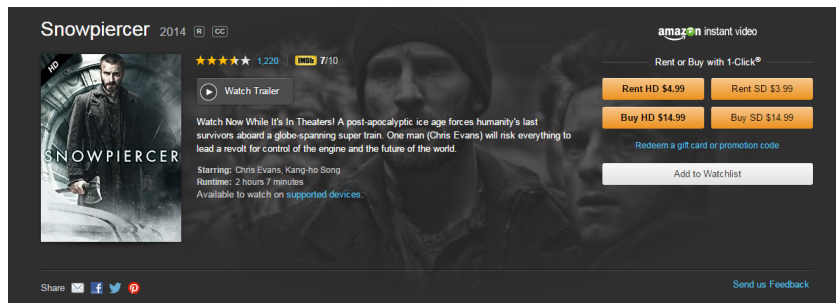 Snowpiercer 2014 R CC
HD
SNOWPIERCER
1,220 IMDb 7/10
Watch Trailer
Watch Now While It's In Theaters! A post-apocalyptic ice age forces humanity's last
survivors aboard a globe-spanning super train. One man (Chris Evans) will risk everything to
lead a revolt for control of the engine and the future of the world.
Starring: Chris Evans, Kang-ho Song
Runtime: 2 hours 7 minutes
Available to watch on supported devices.
amazon instant video
Rent or Buy with 1-Click®
Rent HD $4.99 Rent SD $3.99
Buy HD $14.99 Buy SD $14.99
Redeem a gift card or promotion code
Add to Watchlist
Share
Send us Feedback